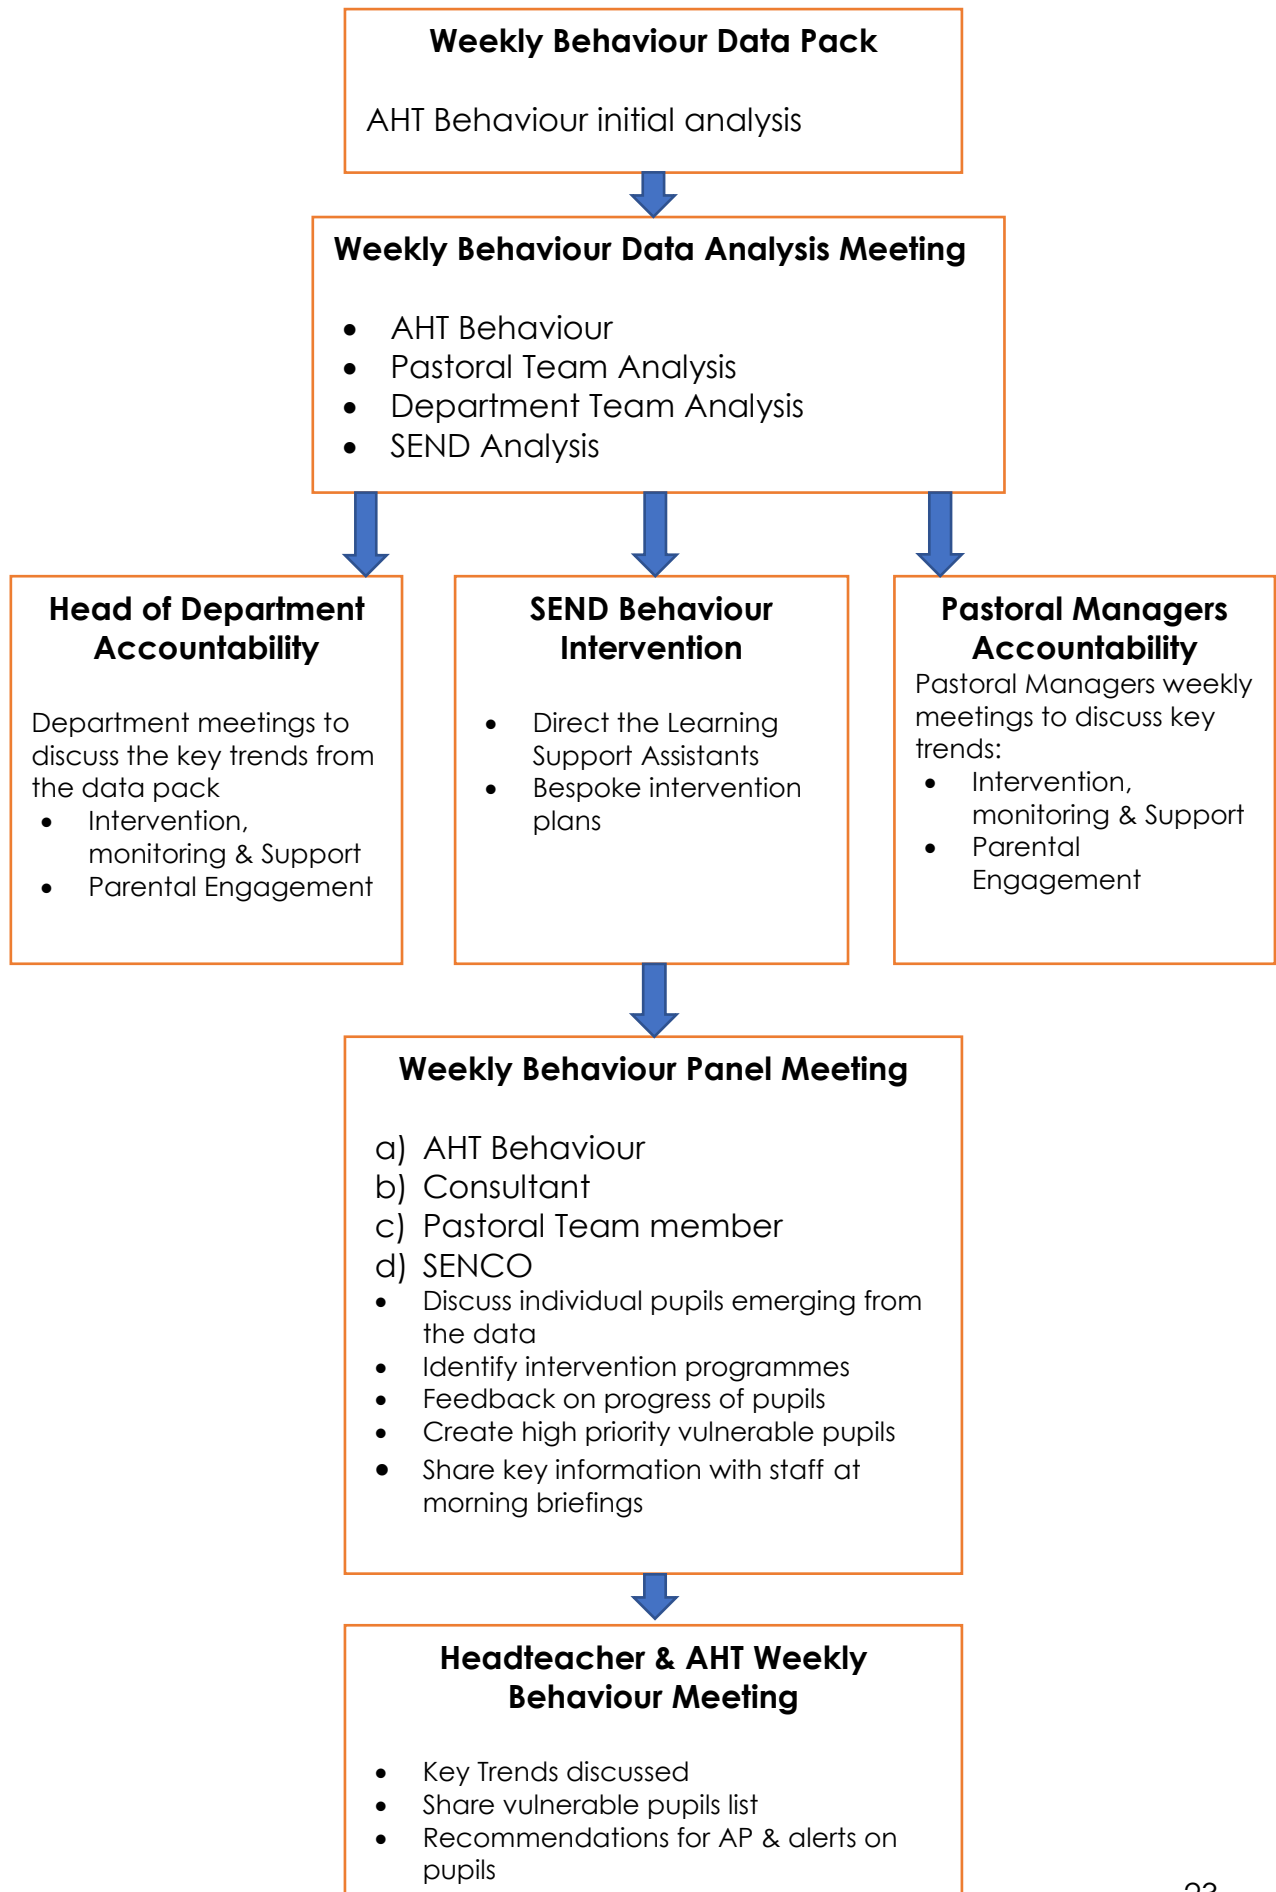 Weekly Behaviour Data Pack
AHT Behaviour initial analysis
Weekly Behaviour Data Analysis Meeting
• AHT Behaviour
• Pastoral Team Analysis
• Department Team Analysis
• SEND Analysis
Head of Department
Accountability
Department meetings to
discuss the key trends from
the data pack
• Intervention,
monitoring & Support
• Parental Engagement
SEND Behaviour
Intervention
• Direct the Learning
Support Assistants
• Bespoke intervention
plans
Pastoral Managers
Accountability
Pastoral Managers weekly
meetings to discuss key
trends:
• Intervention,
monitoring & Support
• Parental
Engagement
Weekly Behaviour Panel Meeting
a) AHT Behaviour
b) Consultant
c) Pastoral Team member
d) SENCO
• Discuss individual pupils emerging from
the data
• Identify intervention programmes
• Feedback on progress of pupils
• Create high priority vulnerable pupils
• Share key information with staff at
morning briefings
Headteacher & AHT Weekly
Behaviour Meeting
• Key Trends discussed
• Share vulnerable pupils list
• Recommendations for AP & alerts on
pupils